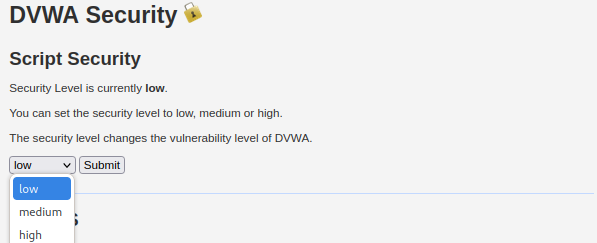 DVWA Security
Script Security
Security Level is currently low.
You can set the security level to low, medium or high.
The security level changes the vulnerability level of DVWA.
low Submit
low
medium
high